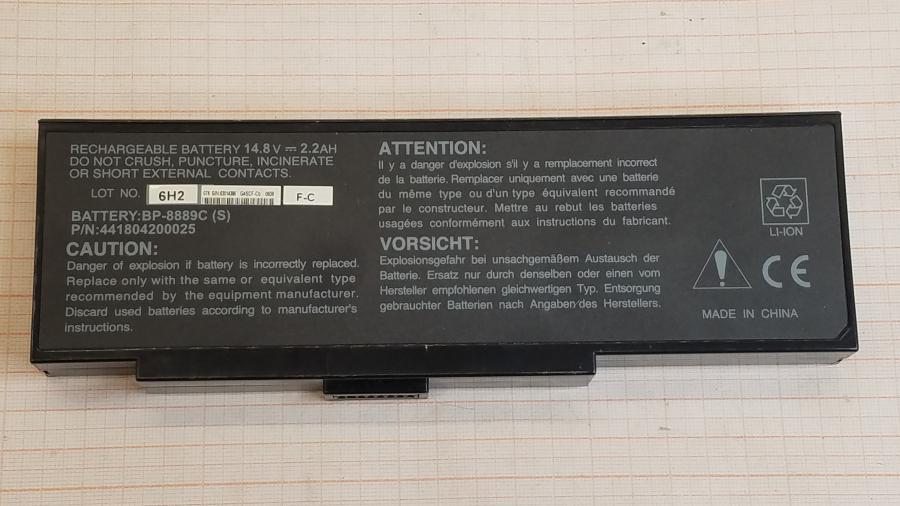 RECHARGEABLE BATTERY 14.8 V ⎓ 2.2AH
DO NOT CRUSH, PUNCTURE, INCINERATE
OR SHORT EXTERNAL CONTACTS.
LOT NO. 6H2 F-C
BATTERY:BP-8889C (S)
P/N:441804200025
CAUTION:
Danger of explosion if battery is incorrectly replaced.
Replace only with the same or equivalent type
recommended by the equipment manufacturer.
Discard used batteries according to manufacturer's
instructions.
ATTENTION:
Il y a danger d'explosion s'il y a remplacement incorrect
de la batterie. Remplacer uniquement avec une batterie
du même type ou d'un type équivalent recommandé
par le constructeur. Mettre au rebut les batteries
usagées conformément aux instructions du fabricant.
VORSICHT:
Explosionsgefahr bei unsachgemäßem Austausch der
Batterie. Ersatz nur durch denselben oder einen vom
Hersteller empfohlenen gleichwertigen Typ. Entsorgung
gebrauchter Batterien nach Angaben des Herstellers.
LI-ION
CE
MADE IN CHINA